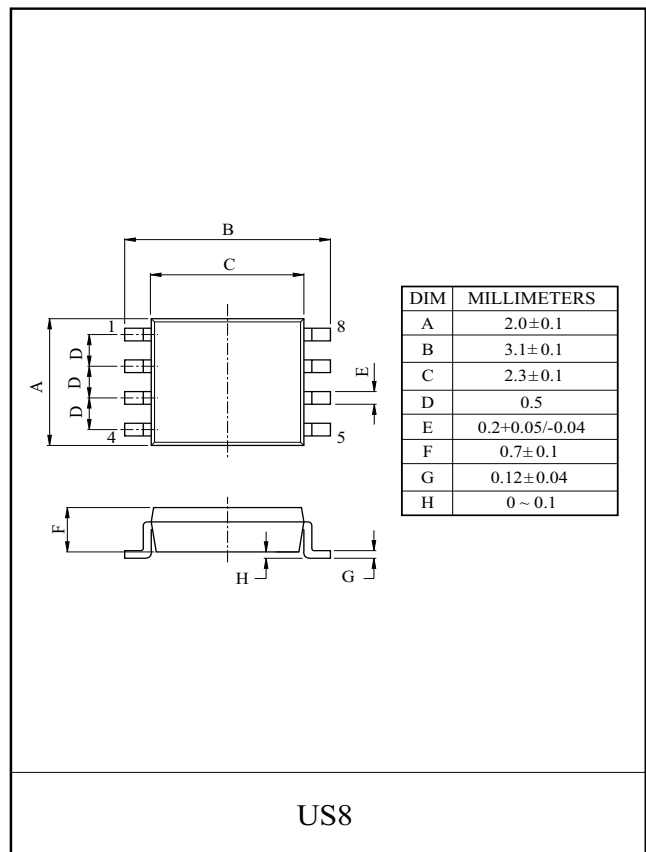 B
C
1
8
D
D
D
A
E
4
5
F
H
G
DIM MILLIMETERS
A 2.0±0.1
B 3.1±0.1
C 2.3±0.1
D 0.5
E 0.2+0.05/-0.04
F 0.7±0.1
G 0.12±0.04
H 0 ~ 0.1
US8